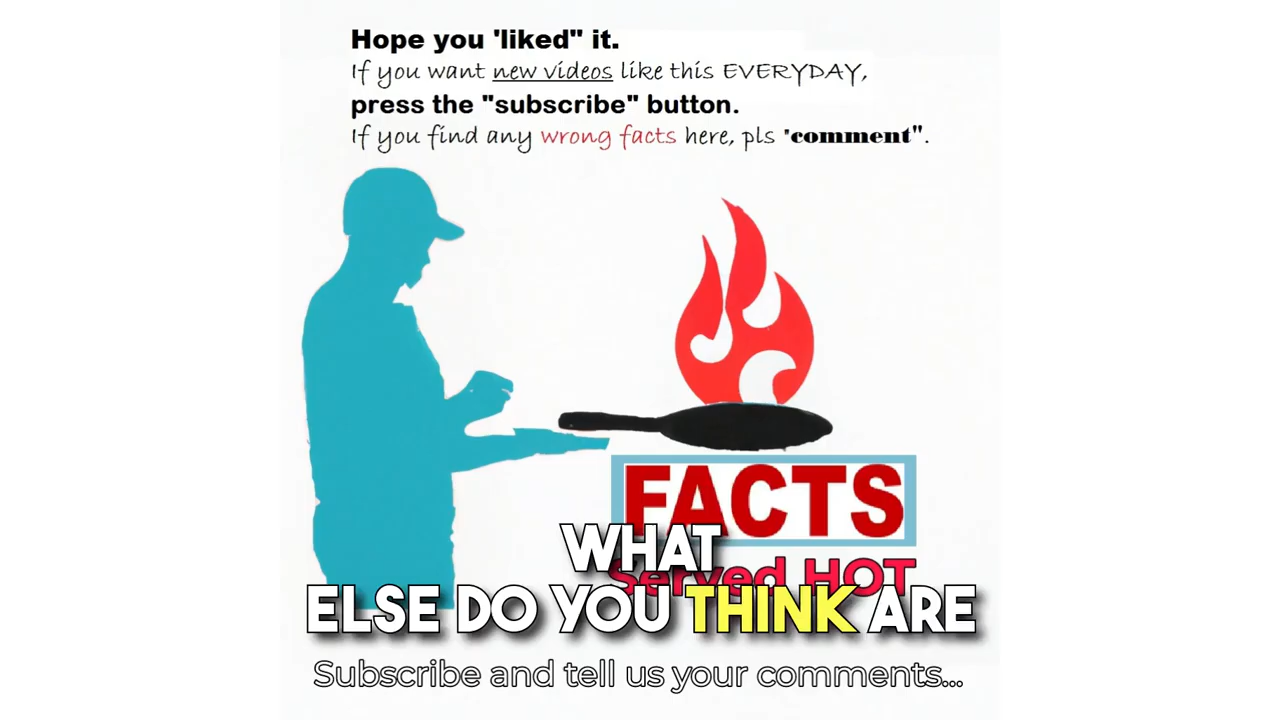 Hope you 'liked" it.
If you want new videos like this EVERYDAY,
press the "subscribe" button.
If you find any wrong facts here, pls "comment".
FACTS
Served HOT
WHAT
ELSE DO YOU THINK ARE
Subscribe and tell us your comments...